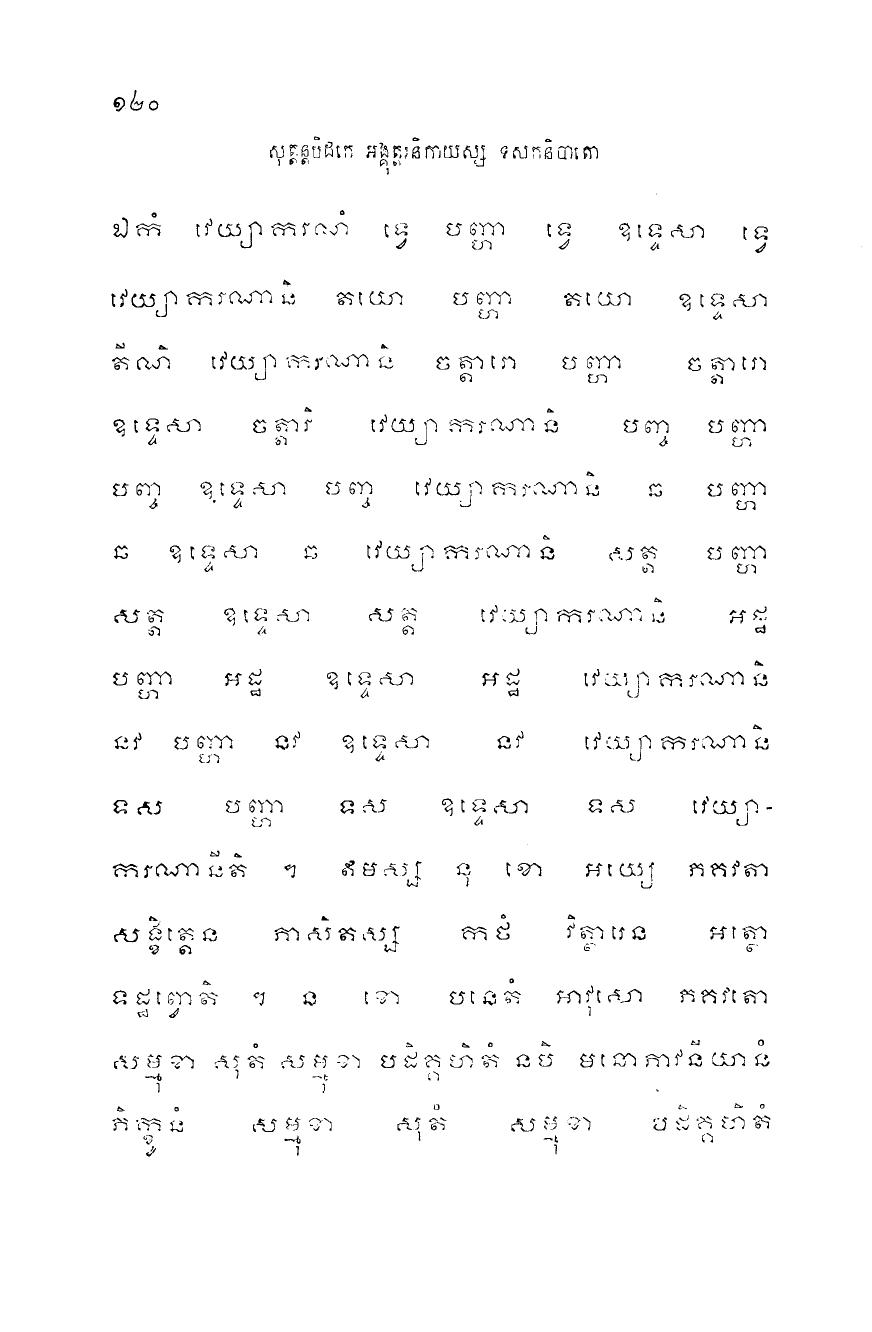 ១២០
សុត្តន្តបិដកេ អង្គុត្តរនិកាយស្ស ទសកនិបាតោ
ឯកំ វេយ្យាករណំ ទ្វេ បញ្ហា ទ្វេ ឧទ្ទេសា ទ្វេ
វេយ្យាករណានិ តយោ បញ្ហា តយោ ឧទ្ទេសា
តីណិ វេយ្យាករណានិ ចត្តារោ បញ្ហា ចត្តារោ
ឧទ្ទេសា ចត្តារិ វេយ្យាករណានិ បញ្ច បញ្ហា
បញ្ច ឧទ្ទេសា បញ្ច វេយ្យាករណានិ ឆ បញ្ហា
ឆ ឧទ្ទេសា ឆ វេយ្យាករណានិ សត្ត បញ្ហា
សត្ត ឧទ្ទេសា សត្ត វេយ្យាករណានិ អដ្ឋ
បញ្ហា អដ្ឋ ឧទ្ទេសា អដ្ឋ វេយ្យាករណានិ
នវ បញ្ហា នវ ឧទ្ទេសា នវ វេយ្យាករណានិ
ទស បញ្ហា ទស ឧទ្ទេសា ទស វេយ្យា-
ករណានីតិ ។ ឥមស្ស នុ ខោ អយ្យេ ភគវតា
សង្ខិត្តេន ភាសិតស្ស កថំ វិត្ថារេន អត្ថោ
ទដ្ឋព្វោតិ ។ ន ខោ បនេតំ អាវុសោ ភគវតោ
សម្មុខា សុតំ សម្មុខា បដិគ្គហិតំ នបិ មនោភាវនីយានំ
ភិក្ខូនំ សម្មុខា សុតំ សម្មុខា បដិគ្គហិតំ